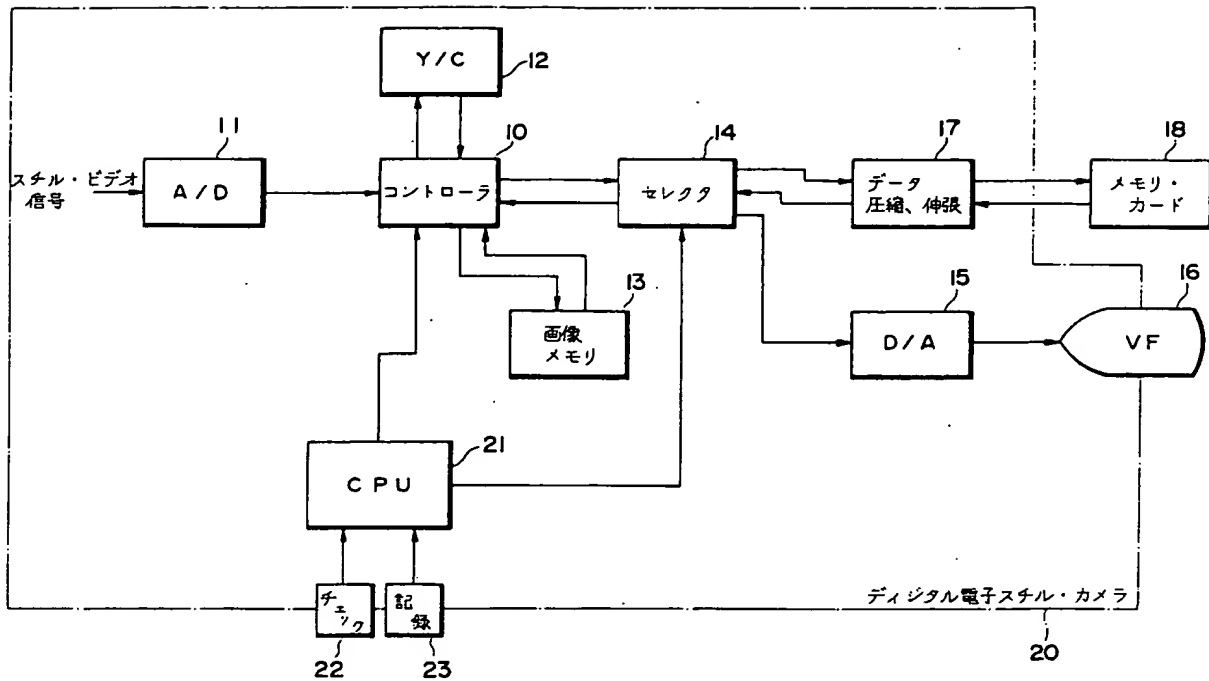 Y/C
12
11
10
14
17
18
スチル・ビデオ
信号
A/D
コントローラ
セレクタ
データ
圧縮、伸張
メモリ・
カード
13
画像
メモリ
15
D/A
16
VF
21
CPU
チェック
記録
22
23
ディジタル電子スチル・カメラ
20